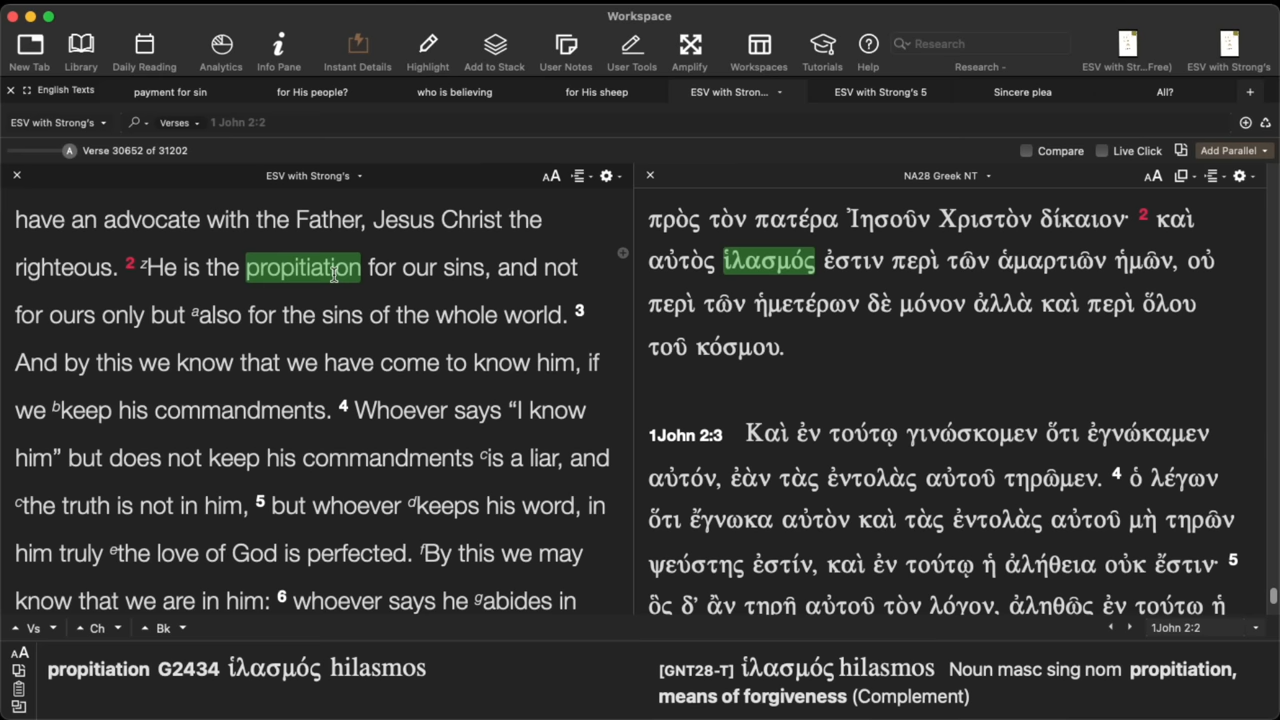 Workspace
New Tab Library Daily Reading Analytics Info Pane Instant Details Highlight Add to Stack User Notes User Tools Amplify Workspaces Tutorials Help Research Research - ESV with Str...Free) ESV with Strong's
English Texts payment for sin for His people? who is believing for His sheep ESV with Stron... ESV with Strong's 5 Sincere plea All? +
ESV with Strong's Verses 1 John 2:2
A Verse 30652 of 31202 Compare Live Click Add Parallel
ESV with Strong's AA
have an advocate with the Father, Jesus Christ the
righteous. 2 zHe is the propitiation for our sins, and not
for ours only but aalso for the sins of the whole world. 3
And by this we know that we have come to know him, if
we bkeep his commandments. 4 Whoever says “I know
him” but does not keep his commandments cis a liar, and
cthe truth is not in him, 5 but whoever dkeeps his word, in
him truly ethe love of God is perfected. fBy this we may
know that we are in him: 6 whoever says he gabides in
NA28 Greek NT AA
πρὸς τὸν πατέρα Ἰησοῦν Χριστὸν δίκαιον· 2 καὶ
αὐτὸς ἱλασμός ἐστιν περὶ τῶν ἁμαρτιῶν ἡμῶν, οὐ
περὶ τῶν ἡμετέρων δὲ μόνον ἀλλὰ καὶ περὶ ὅλου
τοῦ κόσμου.
1John 2:3 Καὶ ἐν τούτῳ γινώσκομεν ὅτι ἐγνώκαμεν
αὐτόν, ἐὰν τὰς ἐντολὰς αὐτοῦ τηρῶμεν. 4 ὁ λέγων
ὅτι ἔγνωκα αὐτὸν καὶ τὰς ἐντολὰς αὐτοῦ μὴ τηρῶν
ψεύστης ἐστίν, καὶ ἐν τούτῳ ἡ ἀλήθεια οὐκ ἔστιν· 5
ὃς δ’ ἂν τηρῇ αὐτοῦ τὸν λόγον, ἀληθῶς ἐν τούτῳ ἡ
Vs Ch Bk 1John 2:2
AA
propitiation G2434 ἱλασμός hilasmos
[GNT28-T] ἱλασμός hilasmos Noun masc sing nom propitiation,
means of forgiveness (Complement)